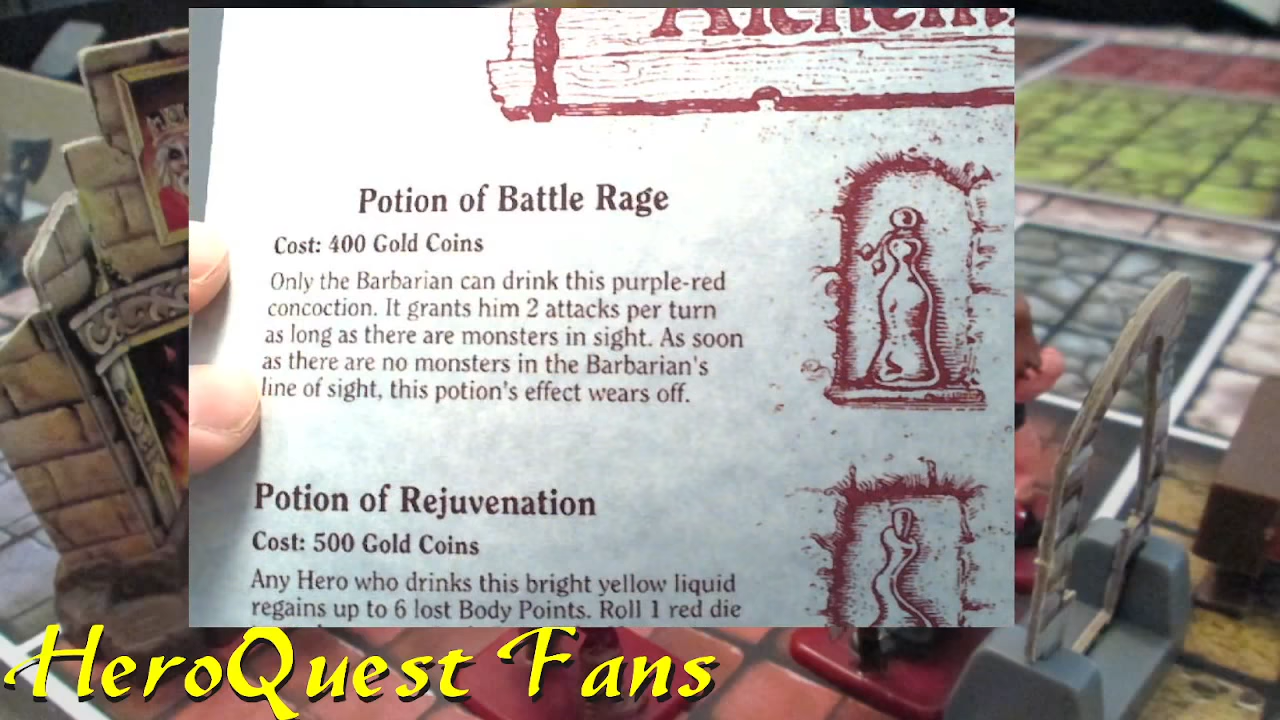 Potion of Battle Rage
Cost: 400 Gold Coins
Only the Barbarian can drink this purple-red
concoction. It grants him 2 attacks per turn
as long as there are monsters in sight. As soon
as there are no monsters in the Barbarian's
line of sight, this potion's effect wears off.
Potion of Rejuvenation
Cost: 500 Gold Coins
Any Hero who drinks this bright yellow liquid
regains up to 6 lost Body Points. Roll 1 red die
HeroQuest Fans